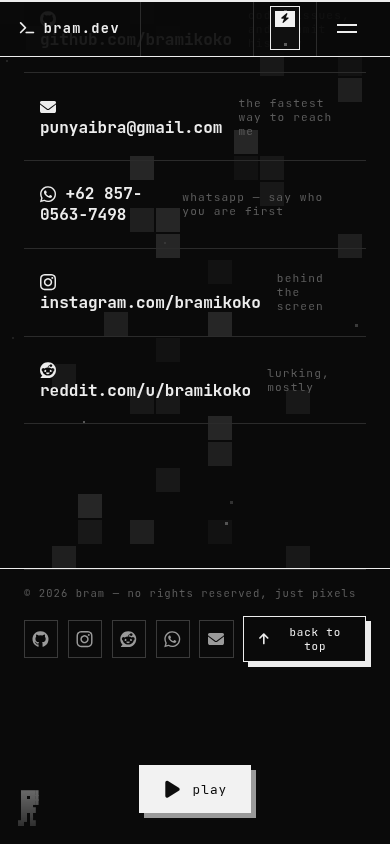 bram.dev
github.com/bramikoko
punyaibra@gmail.com
the fastest
way to reach
me
+62 857-
0563-7498
whatsapp — say who
you are first
instagram.com/bramikoko
behind
the
screen
reddit.com/u/bramikoko
lurking,
mostly
© 2026 bram — no rights reserved, just pixels
back to
top
play